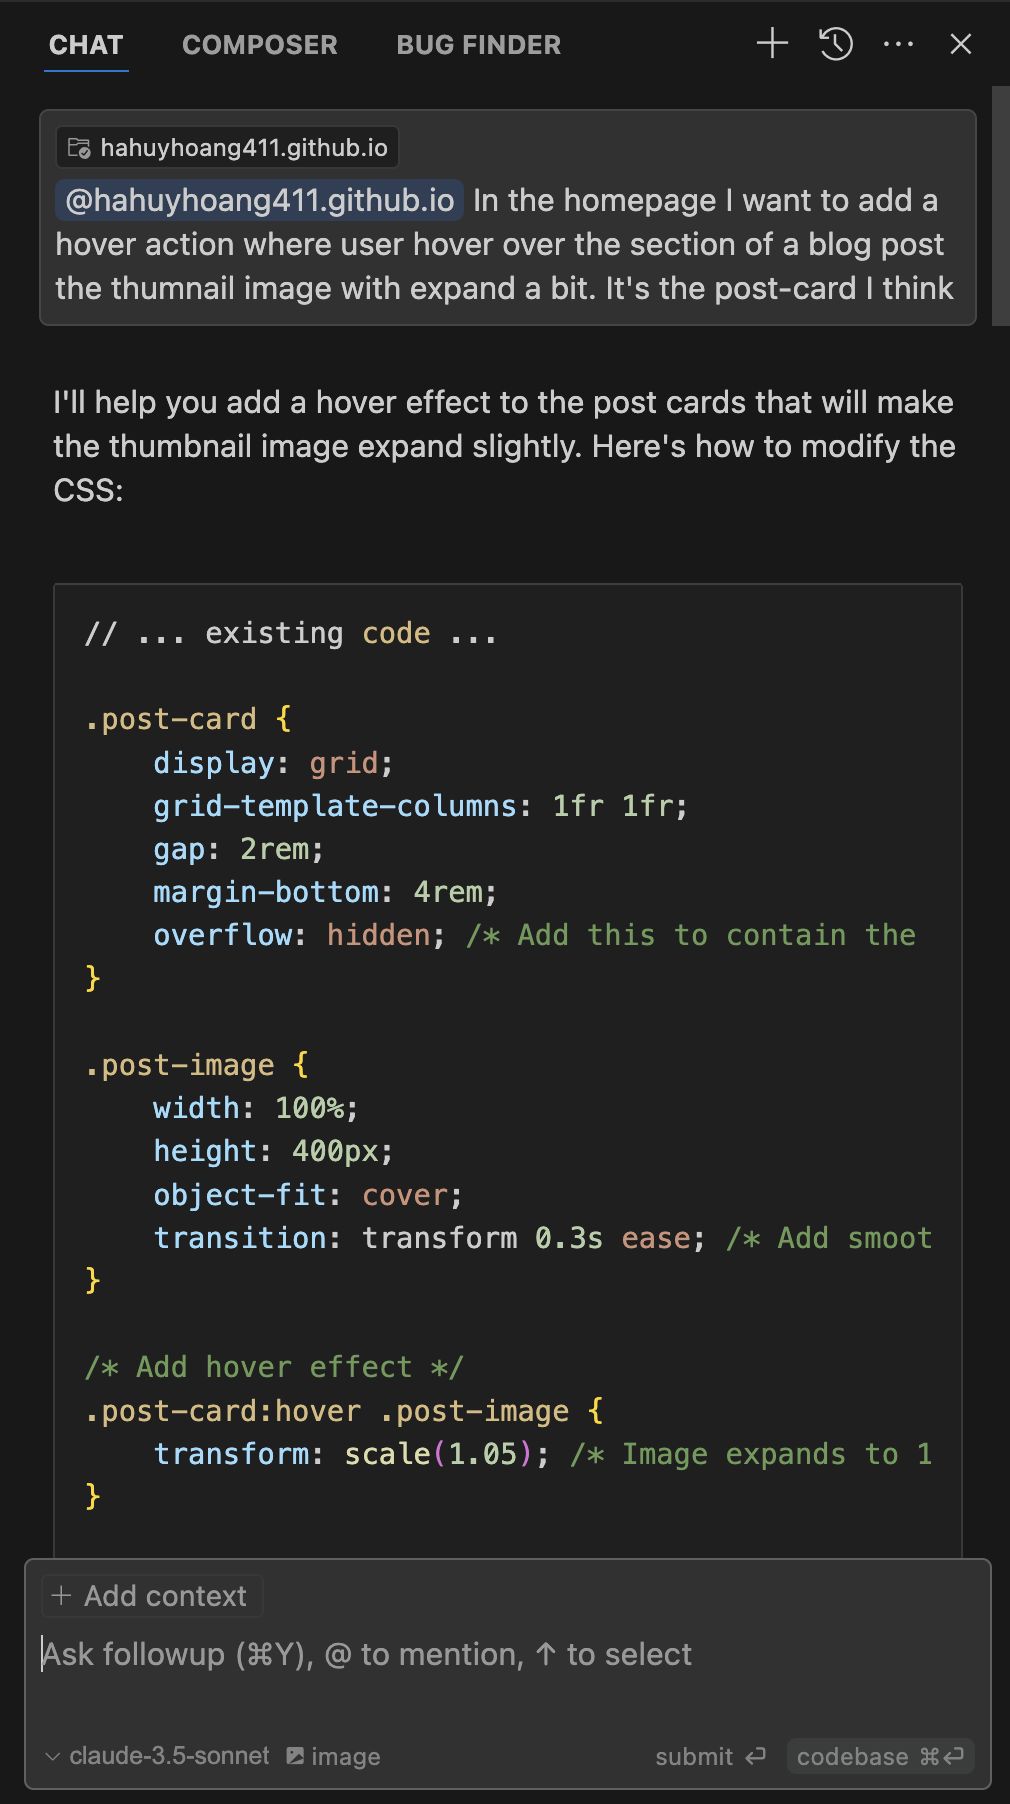 CHAT COMPOSER BUG FINDER
hahuyhoang411.github.io
@hahuyhoang411.github.io In the homepage I want to add a
hover action where user hover over the section of a blog post
the thumnail image with expand a bit. It's the post-card I think
I'll help you add a hover effect to the post cards that will make
the thumbnail image expand slightly. Here's how to modify the
CSS:
// ... existing code ...
.post-card {
    display: grid;
    grid-template-columns: 1fr 1fr;
    gap: 2rem;
    margin-bottom: 4rem;
    overflow: hidden; /* Add this to contain the
}
.post-image {
    width: 100%;
    height: 400px;
    object-fit: cover;
    transition: transform 0.3s ease; /* Add smoot
}
/* Add hover effect */
.post-card:hover .post-image {
    transform: scale(1.05); /* Image expands to 1
}
+ Add context
Ask followup (⌘Y), @ to mention, ↑ to select
claude-3.5-sonnet image submit ⏎ codebase ⌘⏎